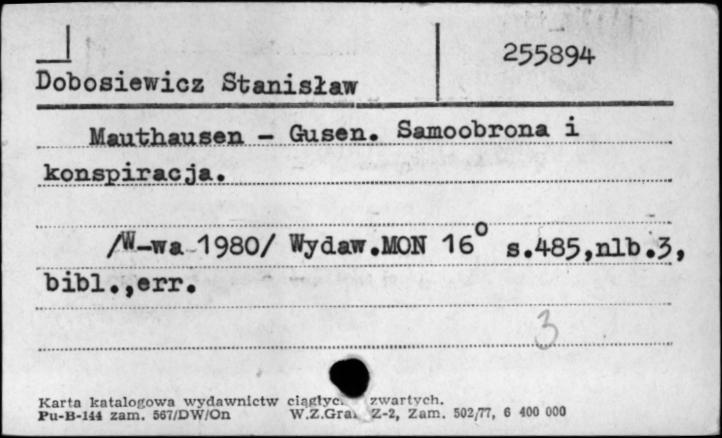 255894
Dobosiewicz Stanisław
Mauthausen - Gusen. Samoobrona i
konspiracja.
/W-wa 1980/ Wydaw.MON 16° s.485,nlb.3,
bibl.,err.
3
Karta katalogowa wydawnictw zwartych.
Pu-B-144 zam. 567/DW/On W.Z.Graf. Z-2, Zam. 502/77, 6 400 000